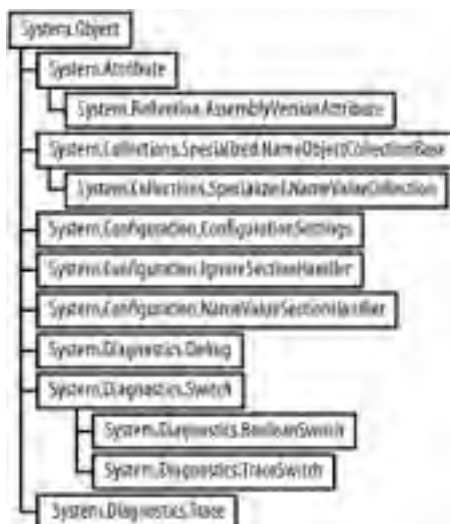 System.Object
System.Attribute
System.Reflection.AssemblyVersionAttribute
System.Collections.Specialized.NameObjectCollectionBase
System.Collections.Specialized.NameValueCollection
System.Configuration.ConfigurationSettings
System.Configuration.IgnoreSectionHandler
System.Configuration.NameValueSectionHandler
System.Diagnostics.Debug
System.Diagnostics.Switch
System.Diagnostics.BooleanSwitch
System.Diagnostics.TraceSwitch
System.Diagnostics.Trace